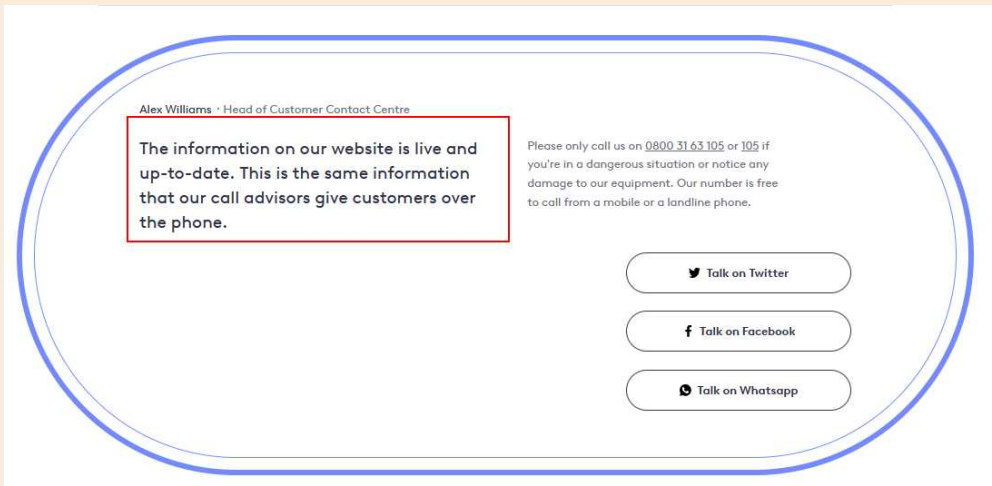 Alex Williams · Head of Customer Contact Centre
The information on our website is live and
up-to-date. This is the same information
that our call advisors give customers over
the phone.
Please only call us on 0800 31 63 105 or 105 if
you're in a dangerous situation or notice any
damage to our equipment. Our number is free
to call from a mobile or a landline phone.
Talk on Twitter
Talk on Facebook
Talk on Whatsapp